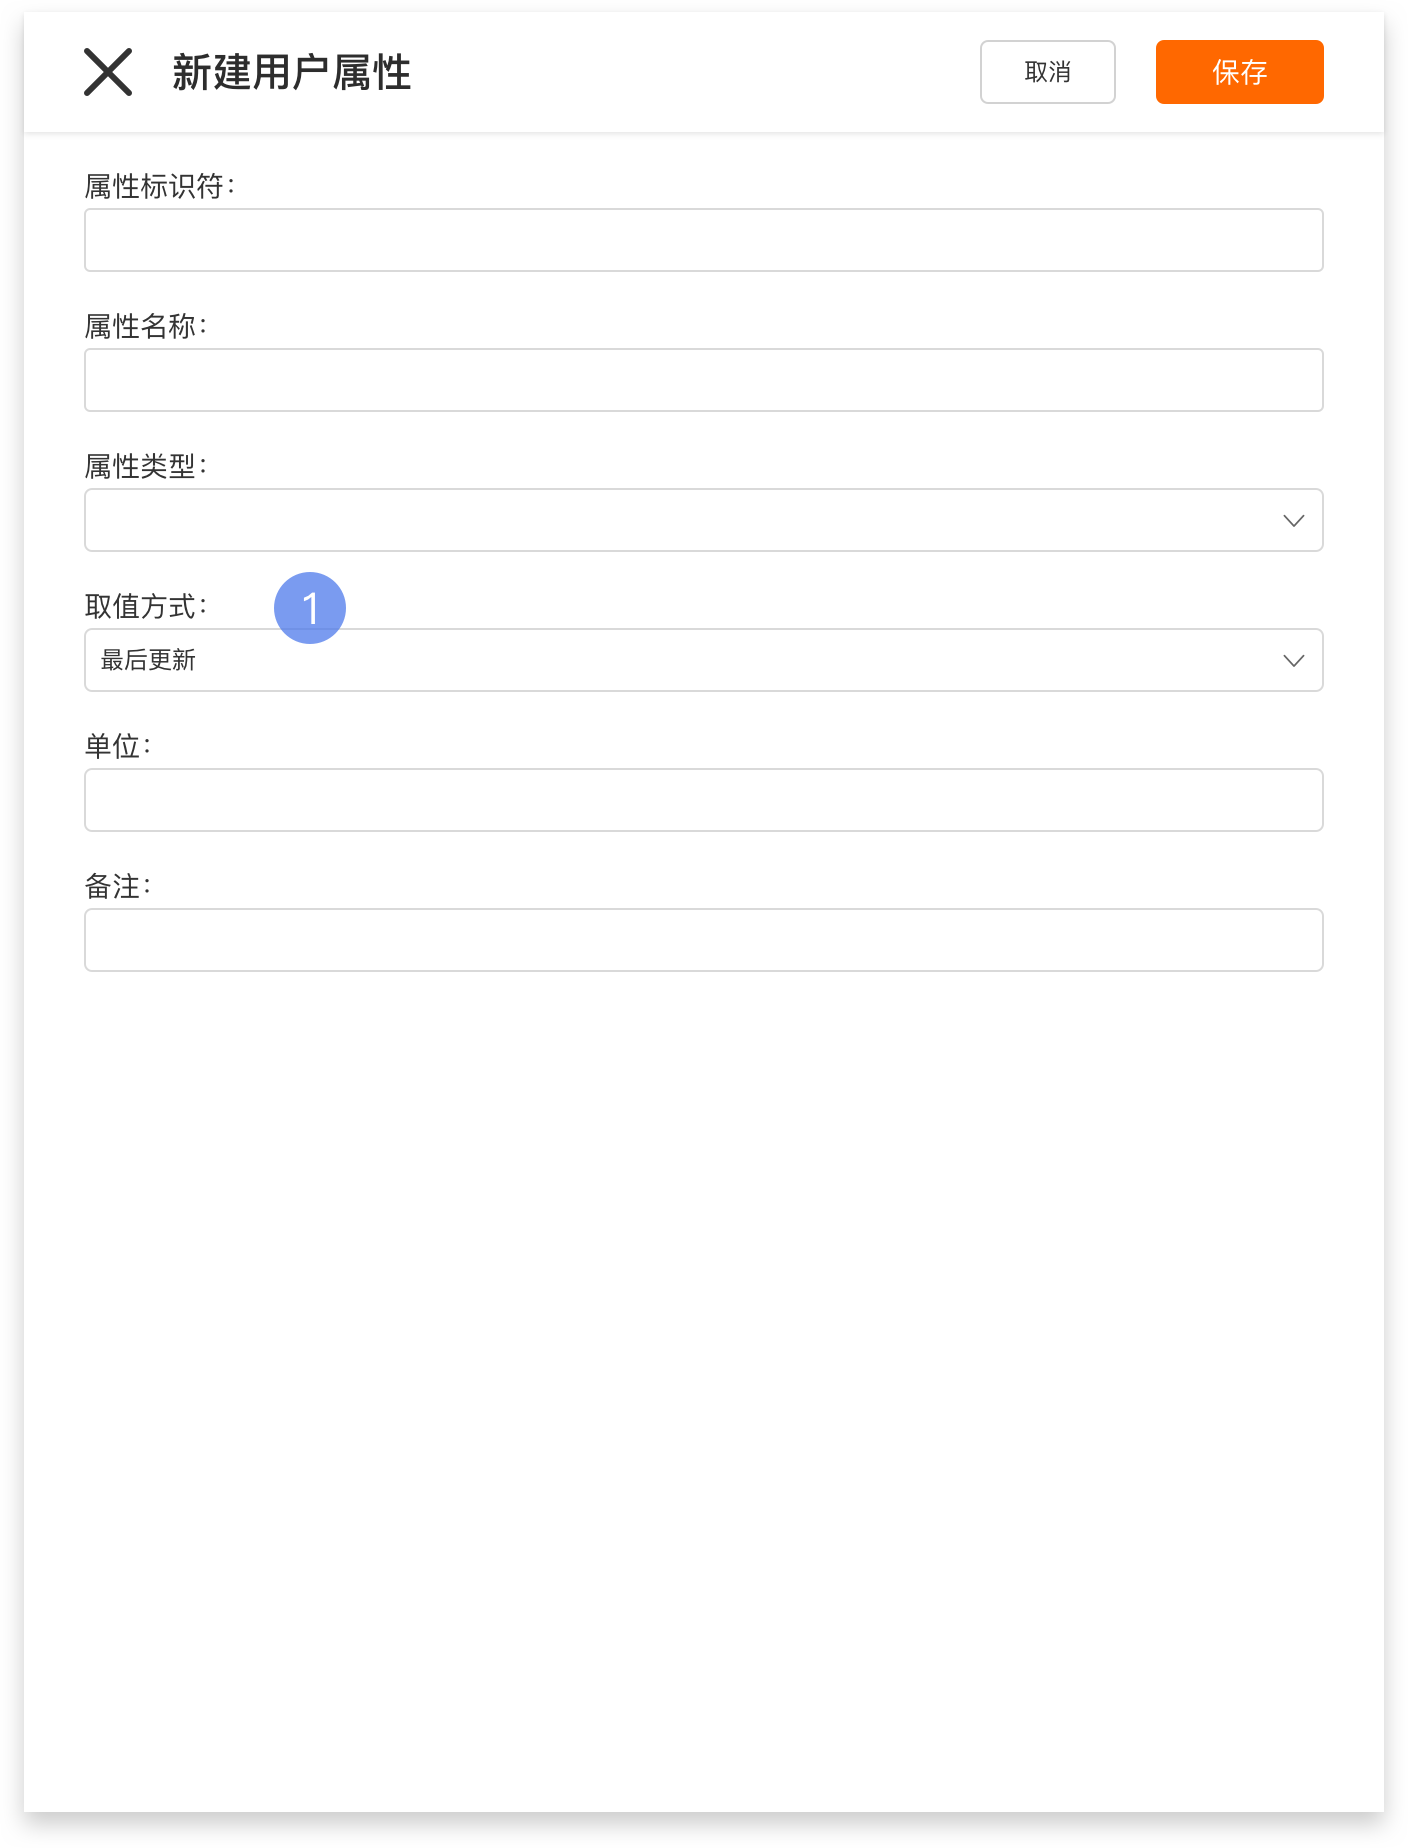 新建用户属性
取消
保存
属性标识符：
属性名称：
属性类型：
取值方式：
1
最后更新
单位：
备注：